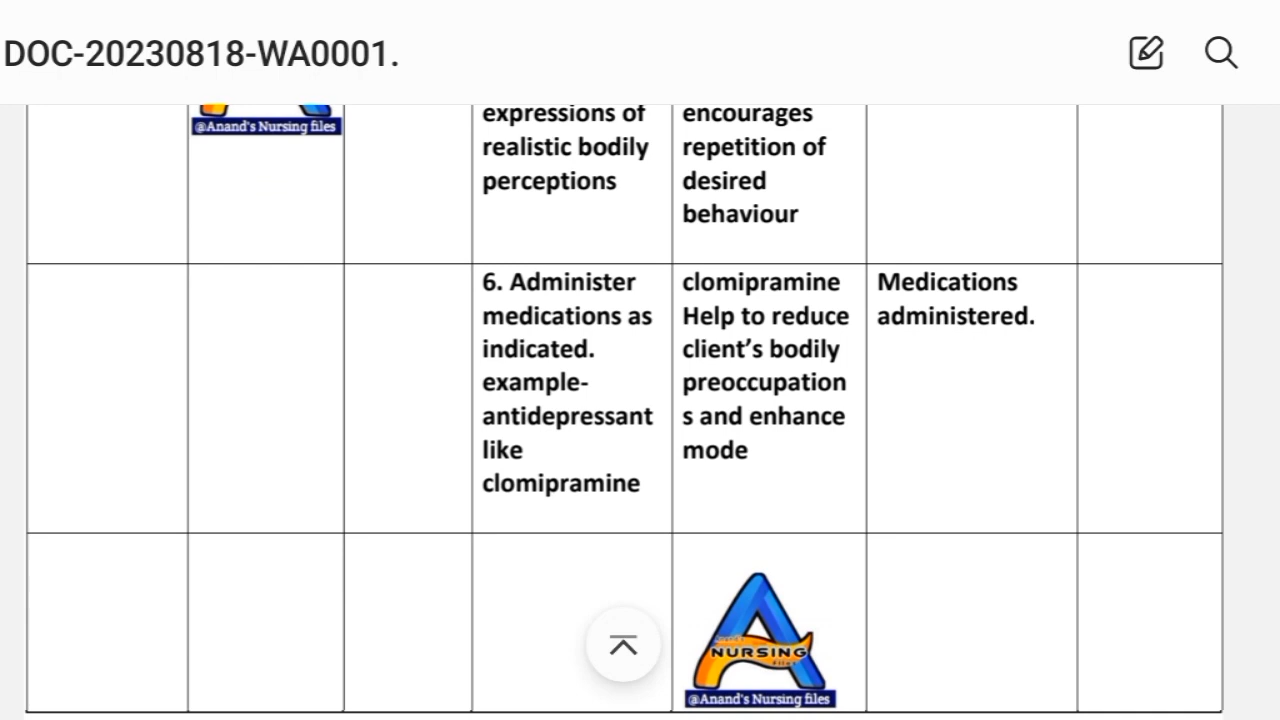 DOC-20230818-WA0001.
@Anand's Nursing files
expressions of
realistic bodily
perceptions
encourages
repetition of
desired
behaviour
6. Administer
medications as
indicated.
example-
antidepressant
like
clomipramine
clomipramine
Help to reduce
client’s bodily
preoccupation
s and enhance
mode
Medications
administered.
Anand's
NURSING
Files
@Anand's Nursing files